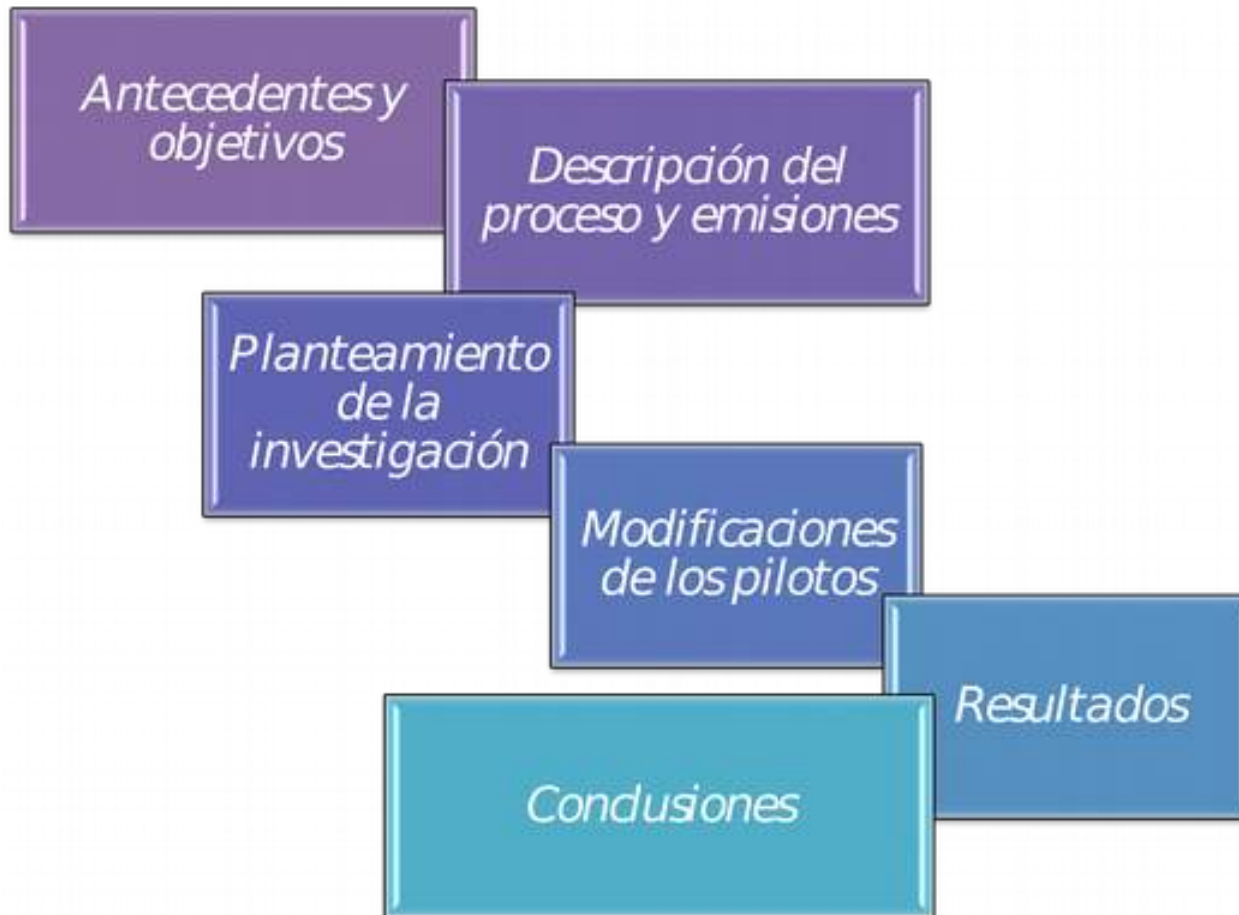 Antecedentes y
objetivos
Descripción del
proceso y emisiones
Planteamiento
de la
investigación
Modificaciones
de los pilotos
Resultados
Conclusiones